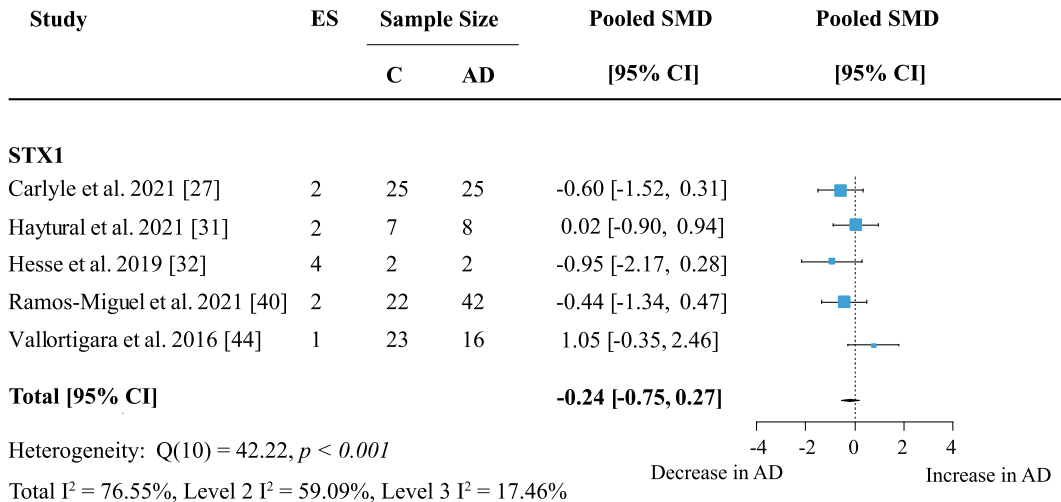 Study ES Sample Size Pooled SMD Pooled SMD
C AD [95% CI] [95% CI]
STX1
Carlyle et al. 2021 [27] 2 25 25 -0.60 [-1.52, 0.31]
Haytural et al. 2021 [31] 2 7 8 0.02 [-0.90, 0.94]
Hesse et al. 2019 [32] 4 2 2 -0.95 [-2.17, 0.28]
Ramos-Miguel et al. 2021 [40] 2 22 42 -0.44 [-1.34, 0.47]
Vallortigara et al. 2016 [44] 1 23 16 1.05 [-0.35, 2.46]
Total [95% CI] -0.24 [-0.75, 0.27]
-4 -2 0 2 4
Heterogeneity: Q(10) = 42.22, p < 0.001
Decrease in AD Increase in AD
Total I² = 76.55%, Level 2 I² = 59.09%, Level 3 I² = 17.46%